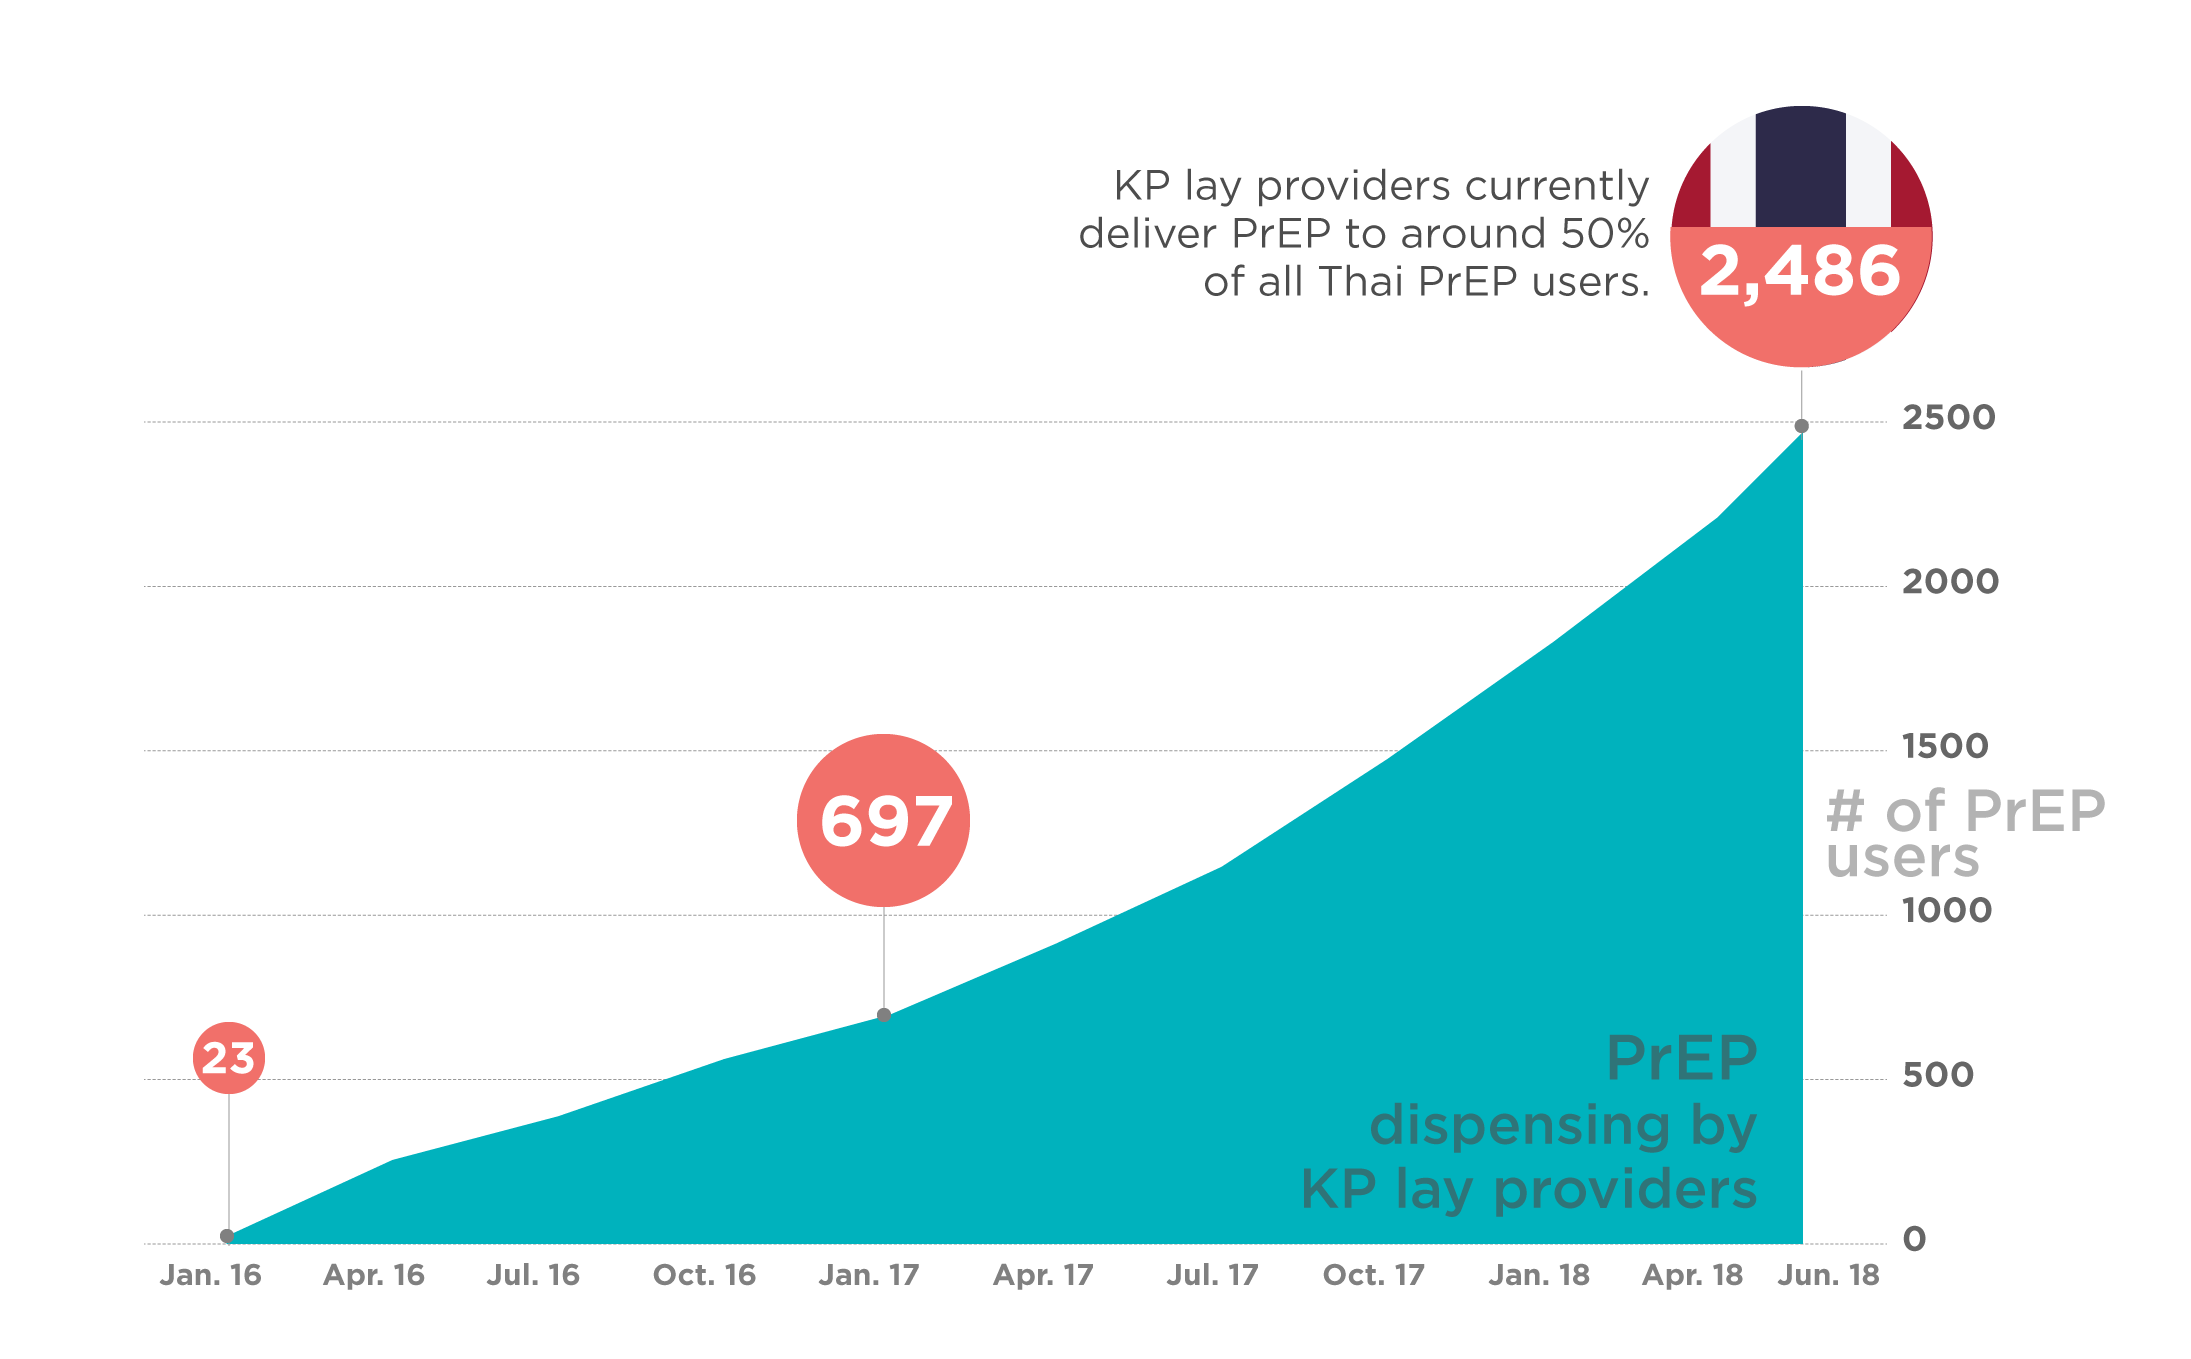 KP lay providers currently
deliver PrEP to around 50%
of all Thai PrEP users.
2,486
2500
2000
1500
# of PrEP
users
1000
697
23
500
PrEP
dispensing by
KP lay providers
0
Jan. 16 Apr. 16 Jul. 16 Oct. 16 Jan. 17 Apr. 17 Jul. 17 Oct. 17 Jan. 18 Apr. 18 Jun. 18